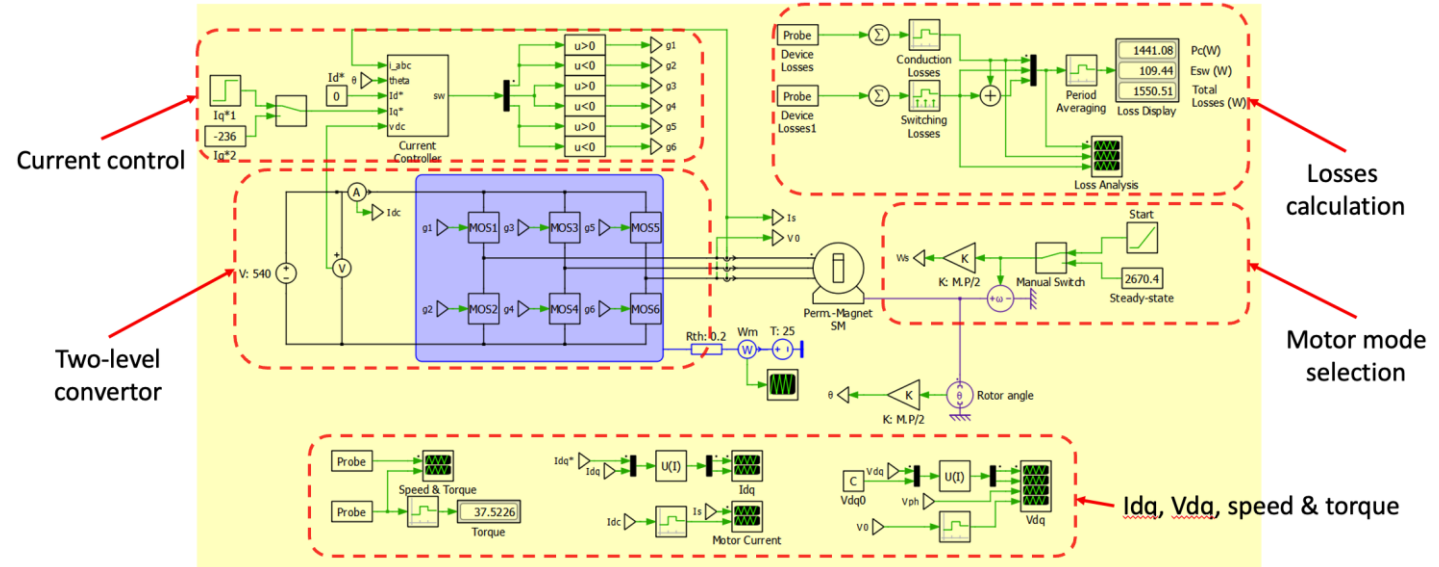 Current control
Two-level
convertor
Losses
calculation
Motor mode
selection
Idq, Vdq, speed & torque
Iq*1
-236
Iq*2
Id*
0
θ
i_abc
theta
Id*
Iq*
vdc
sw
Current
Controller
u>0
g1
u<0
g2
u>0
g3
u<0
g4
u>0
g5
u<0
g6
Probe
Device
Losses
Σ
Conduction
Losses
Probe
Device
Losses1
Σ
Switching
Losses
Period
Averaging
1441.08
Pc(W)
109.44
Esw (W)
1550.51
Total
Losses (W)
Loss Display
Loss Analysis
V: 540
A
Idc
V
g1
MOS1
g3
MOS3
g5
MOS5
g2
MOS2
g4
MOS4
g6
MOS6
Is
V0
Perm.-Magnet
SM
Rth: 0.2
Wm
W
T: 25
Ws
K
K: M.P/2
Manual Switch
Start
2670.4
Steady-state
ω
θ
K
K: M.P/2
θ
Rotor angle
Probe
Speed & Torque
Probe
37.5226
Torque
Idq*
Idq
U(I)
Idq
Idc
Is
Motor Current
Vdq
C
Vdq0
U(I)
Vph
V0
Vdq